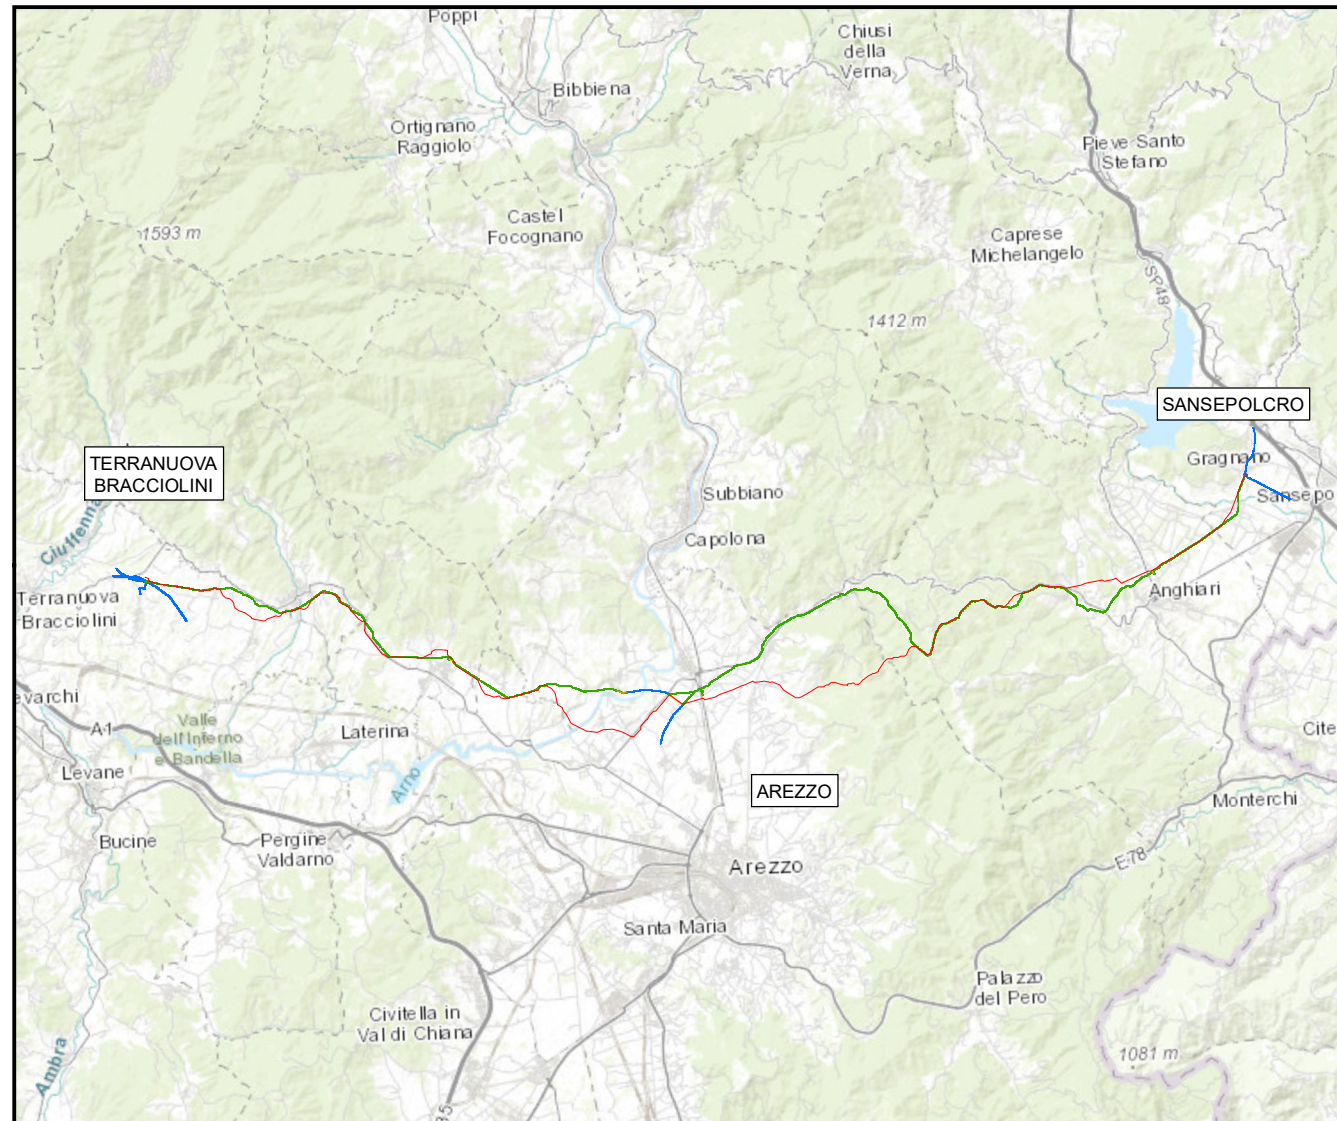 Poppi
Chiusi
della
Verna
Bibbiena
Ortignano
Raggiolo
Pieve Santo
Stefano
Castel
Focognano
1593 m
Caprese
Michelangelo
SP48
1412 m
SANSEPOLCRO
TERRANUOVA
BRACCIOLINI
Gragnano
Subbiano
Sansepo
Ciuffenna
Capolona
Terranuova
Bracciolini
Anghiari
evarchi
A1
Valle
dell'Inferno
e Bandella
Laterina
Cite
Levane
Arno
AREZZO
Monterchi
Bucine
Pergine
Valdarno
E78
Arezzo
Santa Maria
Palazzo
del Pero
Civitella in
Val di Chiana
1081 m
Ambra